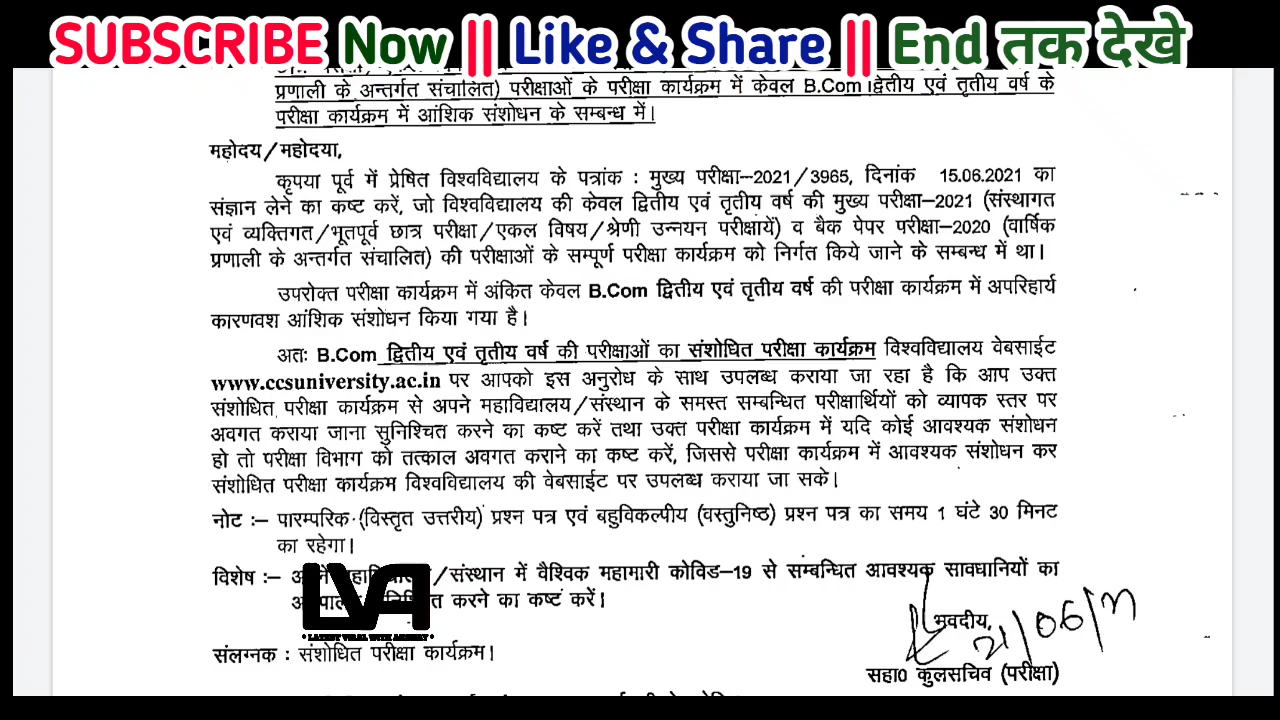 SUBSCRIBE Now || Like & Share || End तक देखे
प्रणाली के अन्तर्गत संचालित) परीक्षाओं के परीक्षा कार्यक्रम में केवल B.Com द्वितीय एवं तृतीय वर्ष के
परीक्षा कार्यक्रम में आंशिक संशोधन के सम्बन्ध में।
महोदय/महोदया,
कृपया पूर्व में प्रेषित विश्वविद्यालय के पत्रांक : मुख्य परीक्षा–2021/3965, दिनांक 15.06.2021 का
संज्ञान लेने का कष्ट करें, जो विश्वविद्यालय की केवल द्वितीय एवं तृतीय वर्ष की मुख्य परीक्षा–2021 (संस्थागत
एवं व्यक्तिगत/भूतपूर्व छात्र परीक्षा/एकल विषय/श्रेणी उन्नयन परीक्षायें) व बैक पेपर परीक्षा–2020 (वार्षिक
प्रणाली के अन्तर्गत संचालित) की परीक्षाओं के सम्पूर्ण परीक्षा कार्यक्रम को निर्गत किये जाने के सम्बन्ध में था।
उपरोक्त परीक्षा कार्यक्रम में अंकित केवल B.Com द्वितीय एवं तृतीय वर्ष की परीक्षा कार्यक्रम में अपरिहार्य
कारणवश आंशिक संशोधन किया गया है।
अतः B.Com द्वितीय एवं तृतीय वर्ष की परीक्षाओं का संशोधित परीक्षा कार्यक्रम विश्वविद्यालय वेबसाईट
www.ccsuniversity.ac.in पर आपको इस अनुरोध के साथ उपलब्ध कराया जा रहा है कि आप उक्त
संशोधित परीक्षा कार्यक्रम से अपने महाविद्यालय/संस्थान के समस्त सम्बन्धित परीक्षार्थियों को व्यापक स्तर पर
अवगत कराया जाना सुनिश्चित करने का कष्ट करें तथा उक्त परीक्षा कार्यक्रम में यदि कोई आवश्यक संशोधन
हो तो परीक्षा विभाग को तत्काल अवगत कराने का कष्ट करें, जिससे परीक्षा कार्यक्रम में आवश्यक संशोधन कर
संशोधित परीक्षा कार्यक्रम विश्वविद्यालय की वेबसाईट पर उपलब्ध कराया जा सके।
नोट :– पारम्परिक (विस्तृत उत्तरीय) प्रश्न पत्र एवं बहुविकल्पीय (वस्तुनिष्ठ) प्रश्न पत्र का समय 1 घंटे 30 मिनट
का रहेगा।
विशेष :– /संस्थान में वैश्विक महामारी कोविड–19 से सम्बन्धित आवश्यक सावधानियों का
करने का कष्ट करें।
LVA
LATEST VIRAL WITH
भवदीय,
21/06/
संलग्नक : संशोधित परीक्षा कार्यक्रम।
सहा0 कुलसचिव (परीक्षा)